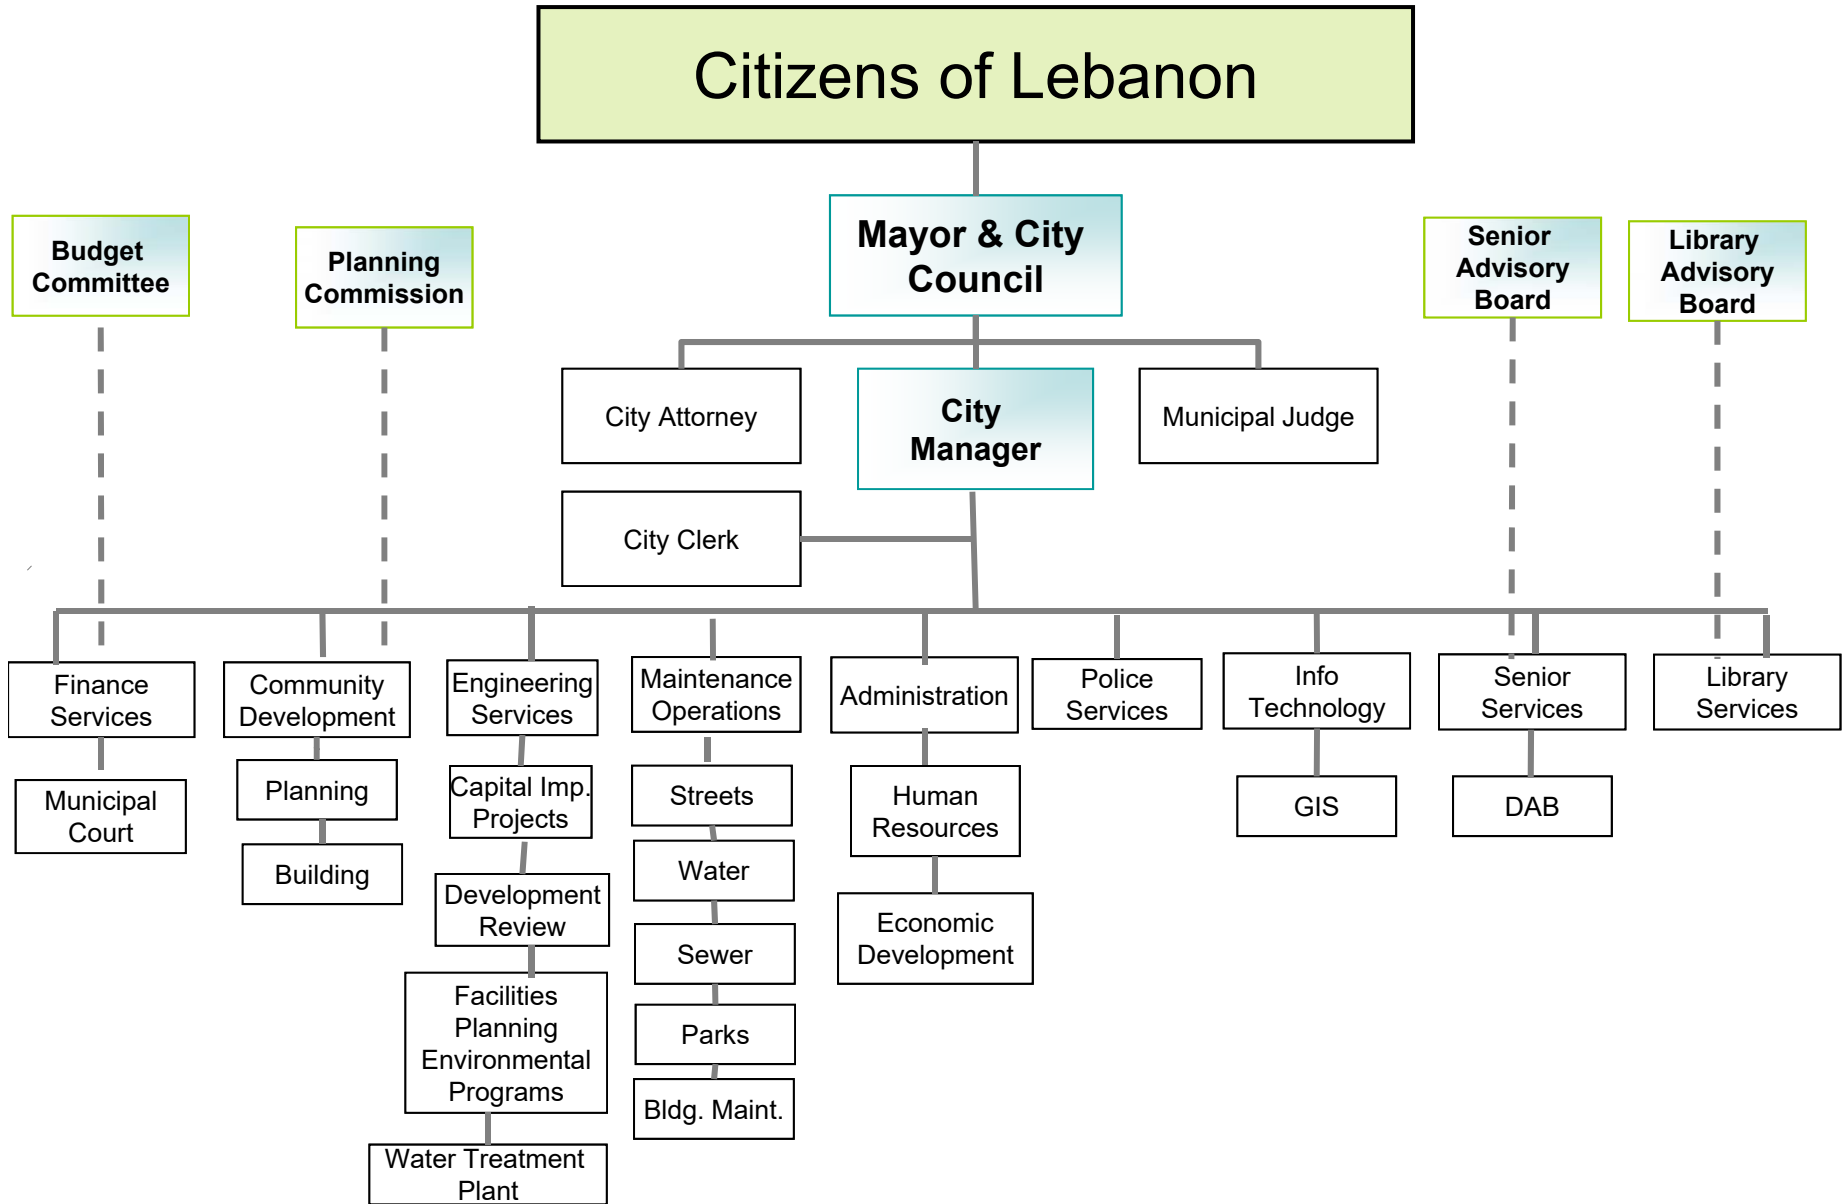 Citizens of Lebanon
Budget
Committee
Planning
Commission
Mayor & City
Council
Senior
Advisory
Board
Library
Advisory
Board
City Attorney
City
Manager
Municipal Judge
City Clerk
Finance
Services
Community
Development
Engineering
Services
Maintenance
Operations
Administration
Police
Services
Info
Technology
Senior
Services
Library
Services
Municipal
Court
Planning
Building
Capital Imp.
Projects
Development
Review
Facilities
Planning
Environmental
Programs
Water Treatment
Plant
Streets
Water
Sewer
Parks
Bldg. Maint.
Human
Resources
Economic
Development
GIS
DAB